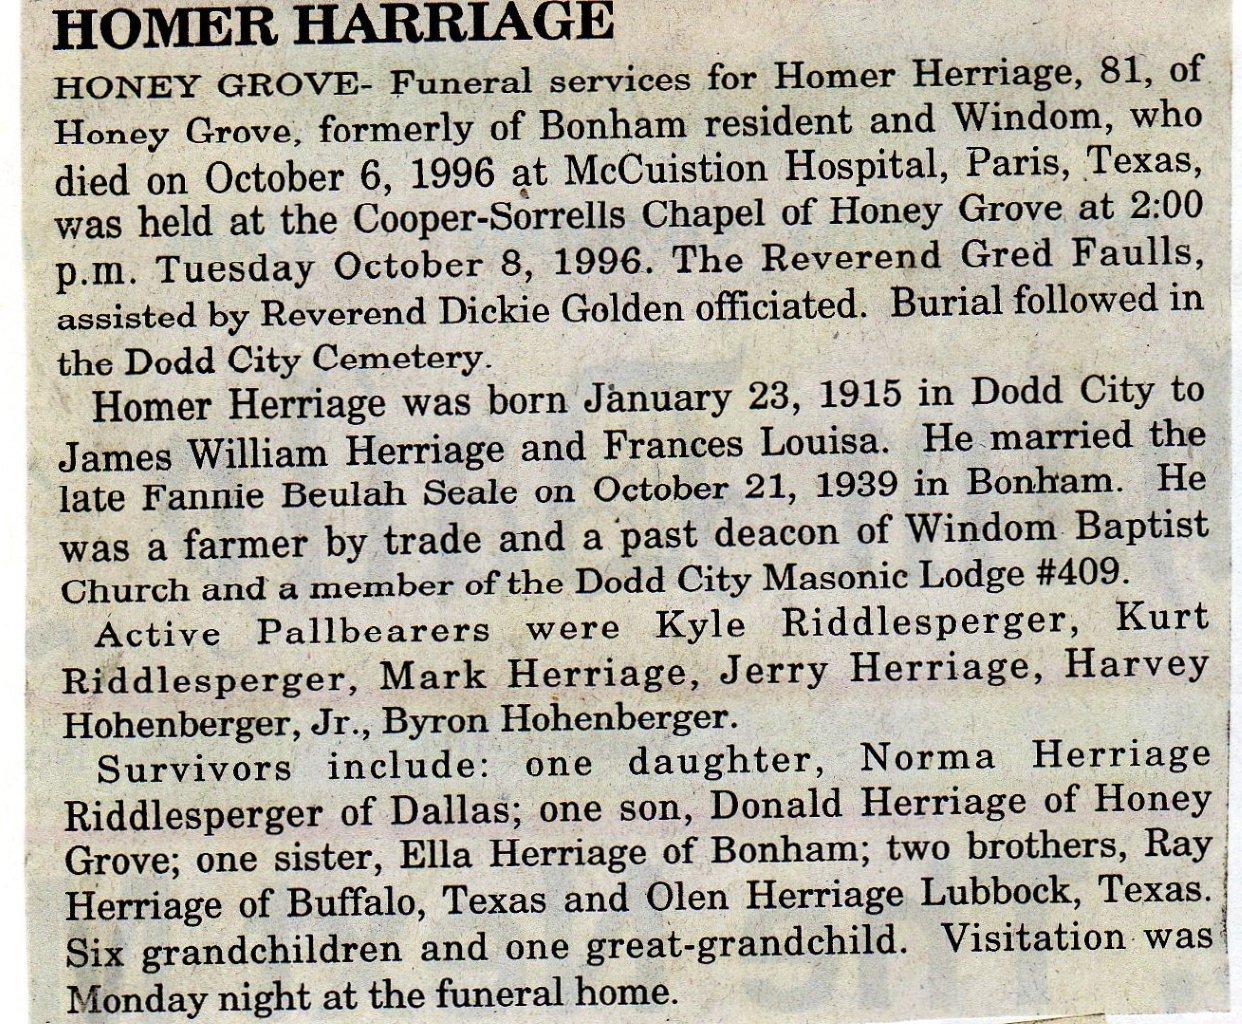 HOMER HARRIAGE
HONEY GROVE- Funeral services for Homer Herriage, 81, of
Honey Grove, formerly of Bonham resident and Windom, who
died on October 6, 1996 at McCuistion Hospital, Paris, Texas,
was held at the Cooper-Sorrells Chapel of Honey Grove at 2:00
p.m. Tuesday October 8, 1996. The Reverend Gred Faulls,
assisted by Reverend Dickie Golden officiated. Burial followed in
the Dodd City Cemetery.
Homer Herriage was born January 23, 1915 in Dodd City to
James William Herriage and Frances Louisa. He married the
late Fannie Beulah Seale on October 21, 1939 in Bonham. He
was a farmer by trade and a past deacon of Windom Baptist
Church and a member of the Dodd City Masonic Lodge #409.
Active Pallbearers were Kyle Riddlesperger, Kurt
Riddlesperger, Mark Herriage, Jerry Herriage, Harvey
Hohenberger, Jr., Byron Hohenberger.
Survivors include: one daughter, Norma Herriage
Riddlesperger of Dallas; one son, Donald Herriage of Honey
Grove; one sister, Ella Herriage of Bonham; two brothers, Ray
Herriage of Buffalo, Texas and Olen Herriage Lubbock, Texas.
Six grandchildren and one great-grandchild. Visitation was
Monday night at the funeral home.